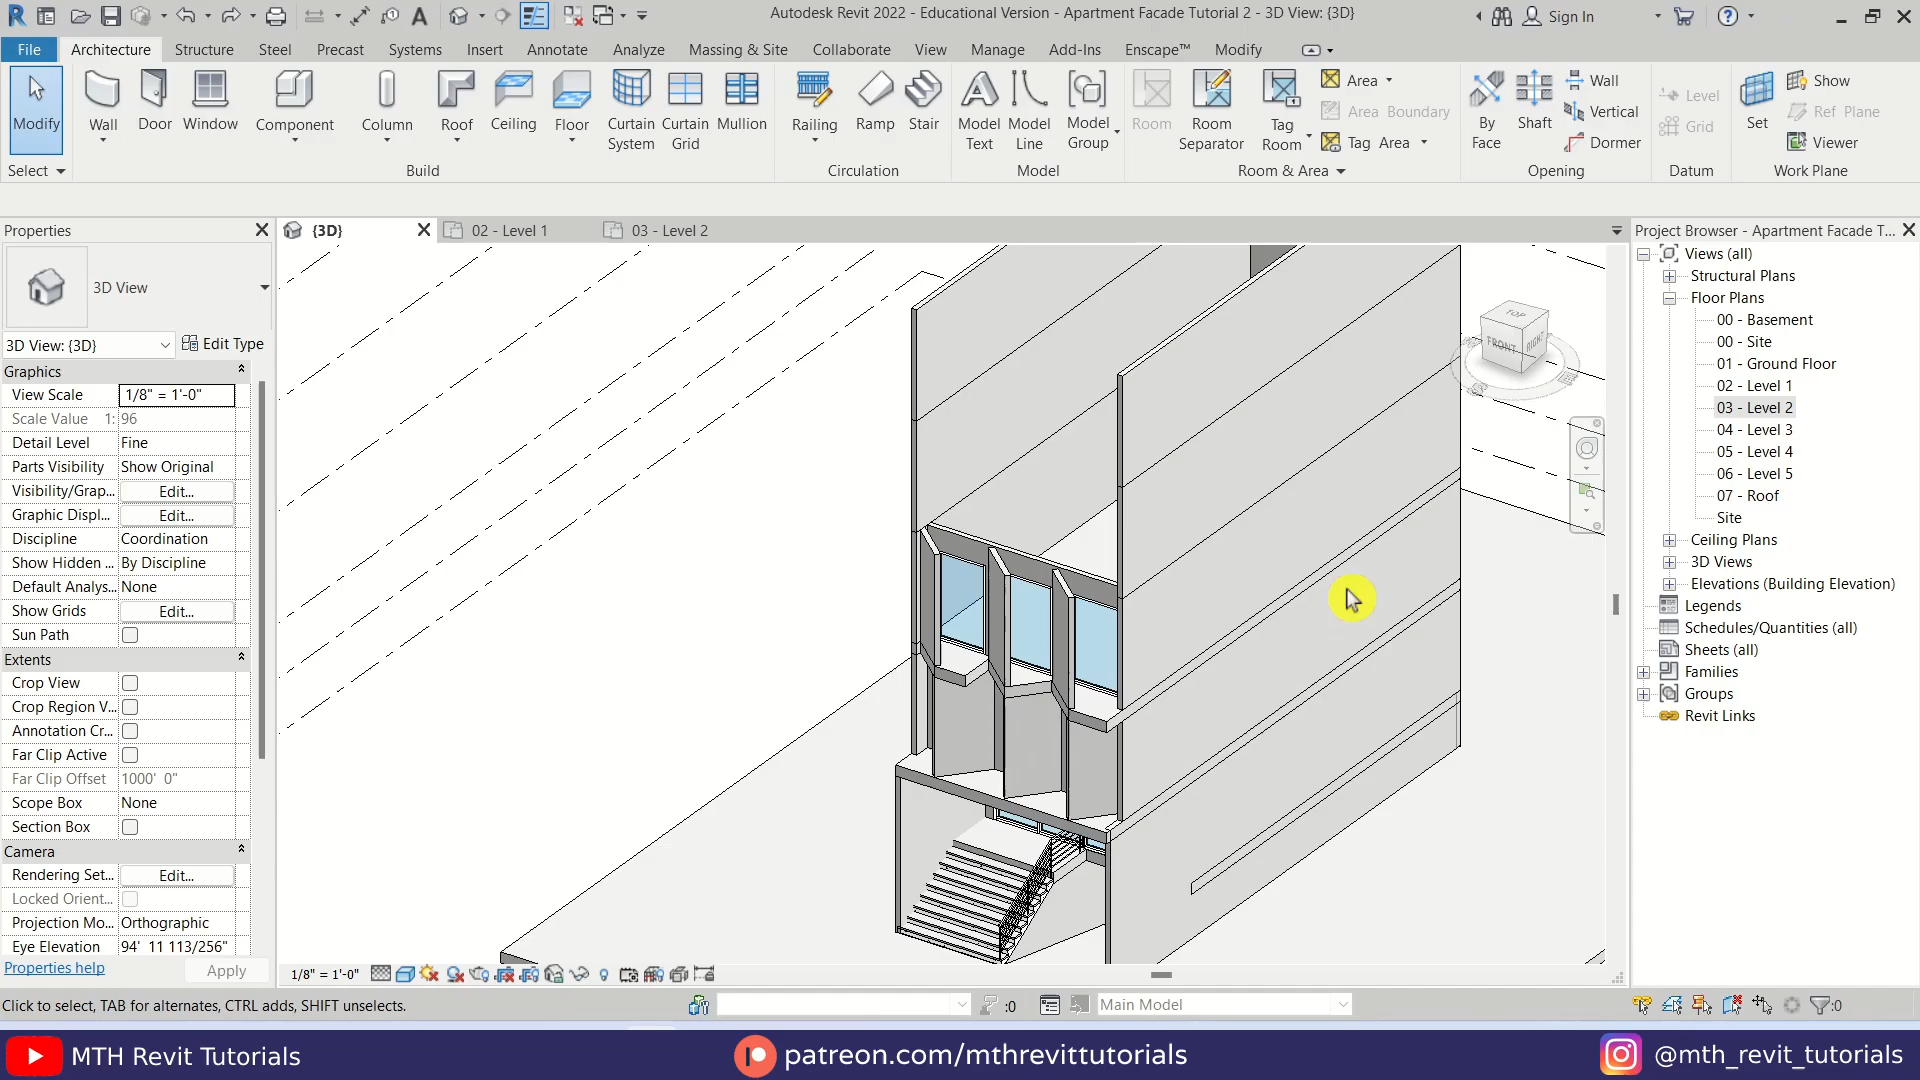 Autodesk Revit 2022 - Educational Version - Apartment Facade Tutorial 2 - 3D View: {3D}
Sign In
File Architecture Structure Steel Precast Systems Insert Annotate Analyze Massing & Site Collaborate View Manage Add-Ins Enscape™ Modify
Modify Wall Door Window Component Column Roof Ceiling Floor Curtain System Curtain Grid Mullion Railing Ramp Stair Model Text Model Line Model Group Room Room Separator Tag Room Area Area Boundary Tag Area By Face Shaft Wall Vertical Dormer Level Grid Set Show Ref Plane Viewer
Select Build Circulation Model Room & Area Opening Datum Work Plane
Properties
3D View
3D View: {3D} Edit Type
Graphics
View Scale 1/8" = 1'-0"
Scale Value 1: 96
Detail Level Fine
Parts Visibility Show Original
Visibility/Grap... Edit...
Graphic Displ... Edit...
Discipline Coordination
Show Hidden ... By Discipline
Default Analys... None
Show Grids Edit...
Sun Path
Extents
Crop View
Crop Region V...
Annotation Cr...
Far Clip Active
Far Clip Offset 1000' 0"
Scope Box None
Section Box
Camera
Rendering Set... Edit...
Locked Orient...
Projection Mo... Orthographic
Eye Elevation 94' 11 113/256"
Properties help Apply
{3D} 02 - Level 1 03 - Level 2
TOP
FRONT
RIGHT
1/8" = 1'-0"
Project Browser - Apartment Facade T...
Views (all)
Structural Plans
Floor Plans
00 - Basement
00 - Site
01 - Ground Floor
02 - Level 1
03 - Level 2
04 - Level 3
05 - Level 4
06 - Level 5
07 - Roof
Site
Ceiling Plans
3D Views
Elevations (Building Elevation)
Legends
Schedules/Quantities (all)
Sheets (all)
Families
Groups
Revit Links
Click to select, TAB for alternates, CTRL adds, SHIFT unselects.
:0
Main Model
:0
MTH Revit Tutorials
patreon.com/mthrevittutorials
@mth_revit_tutorials